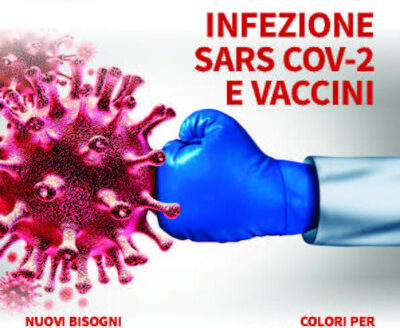 INFEZIONE
SARS COV-2
E VACCINI
NUOVI BISOGNI
COLORI PER